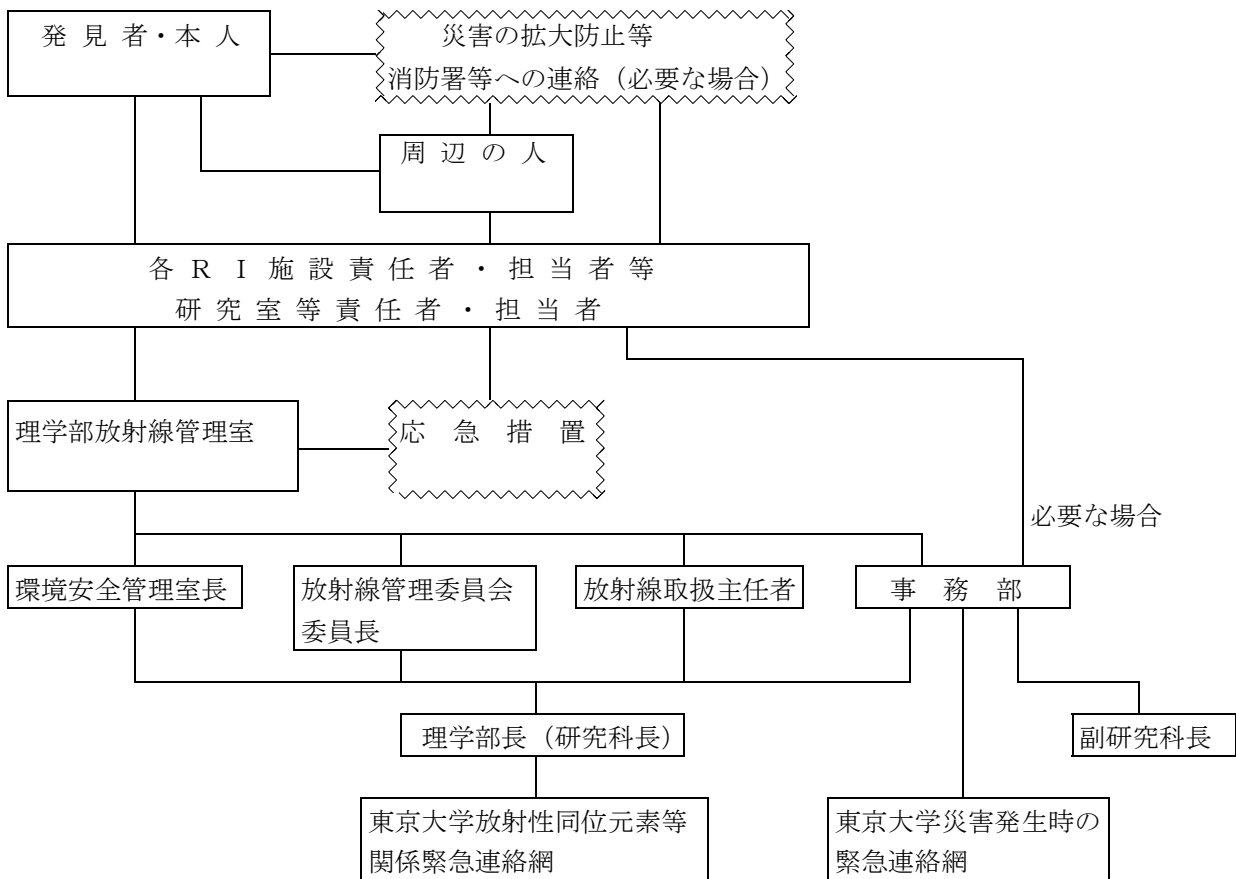 発 見 者・本 人
災害の拡大防止等
消防署等への連絡（必要な場合）
周 辺 の 人
各 Ｒ Ｉ 施 設 責 任 者 ・ 担 当 者 等
研 究 室 等 責 任 者 ・ 担 当 者
理学部放射線管理室
応 急 措 置
必要な場合
環境安全管理室長
放射線管理委員会
委員長
放射線取扱主任者
事 務 部
理学部長（研究科長）
副研究科長
東京大学放射性同位元素等
関係緊急連絡網
東京大学災害発生時の
緊急連絡網